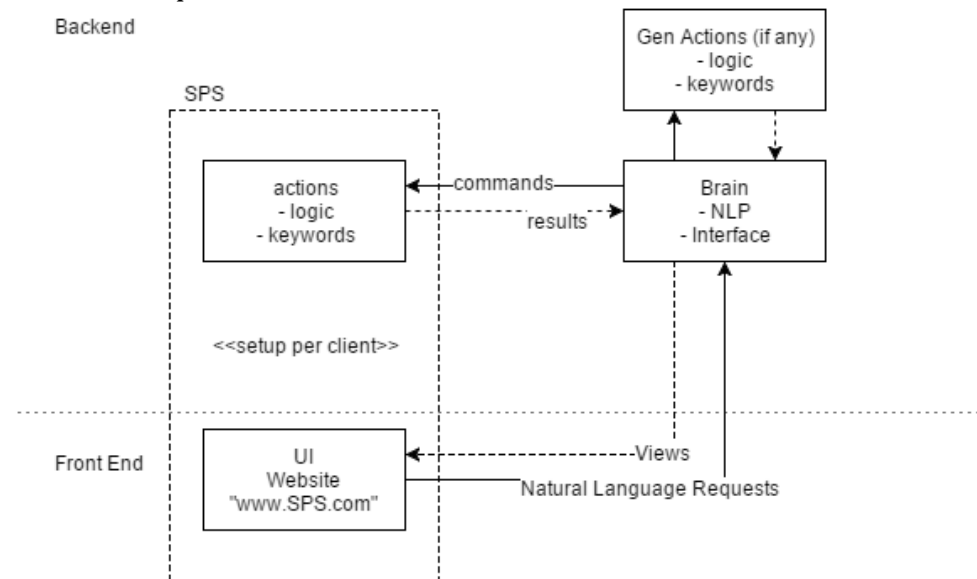 Backend
Gen Actions (if any)
- logic
- keywords
SPS
actions
- logic
- keywords
commands
results
Brain
- NLP
- Interface
<<setup per client>>
Front End
UI
Website
"www.SPS.com"
Views
Natural Language Requests